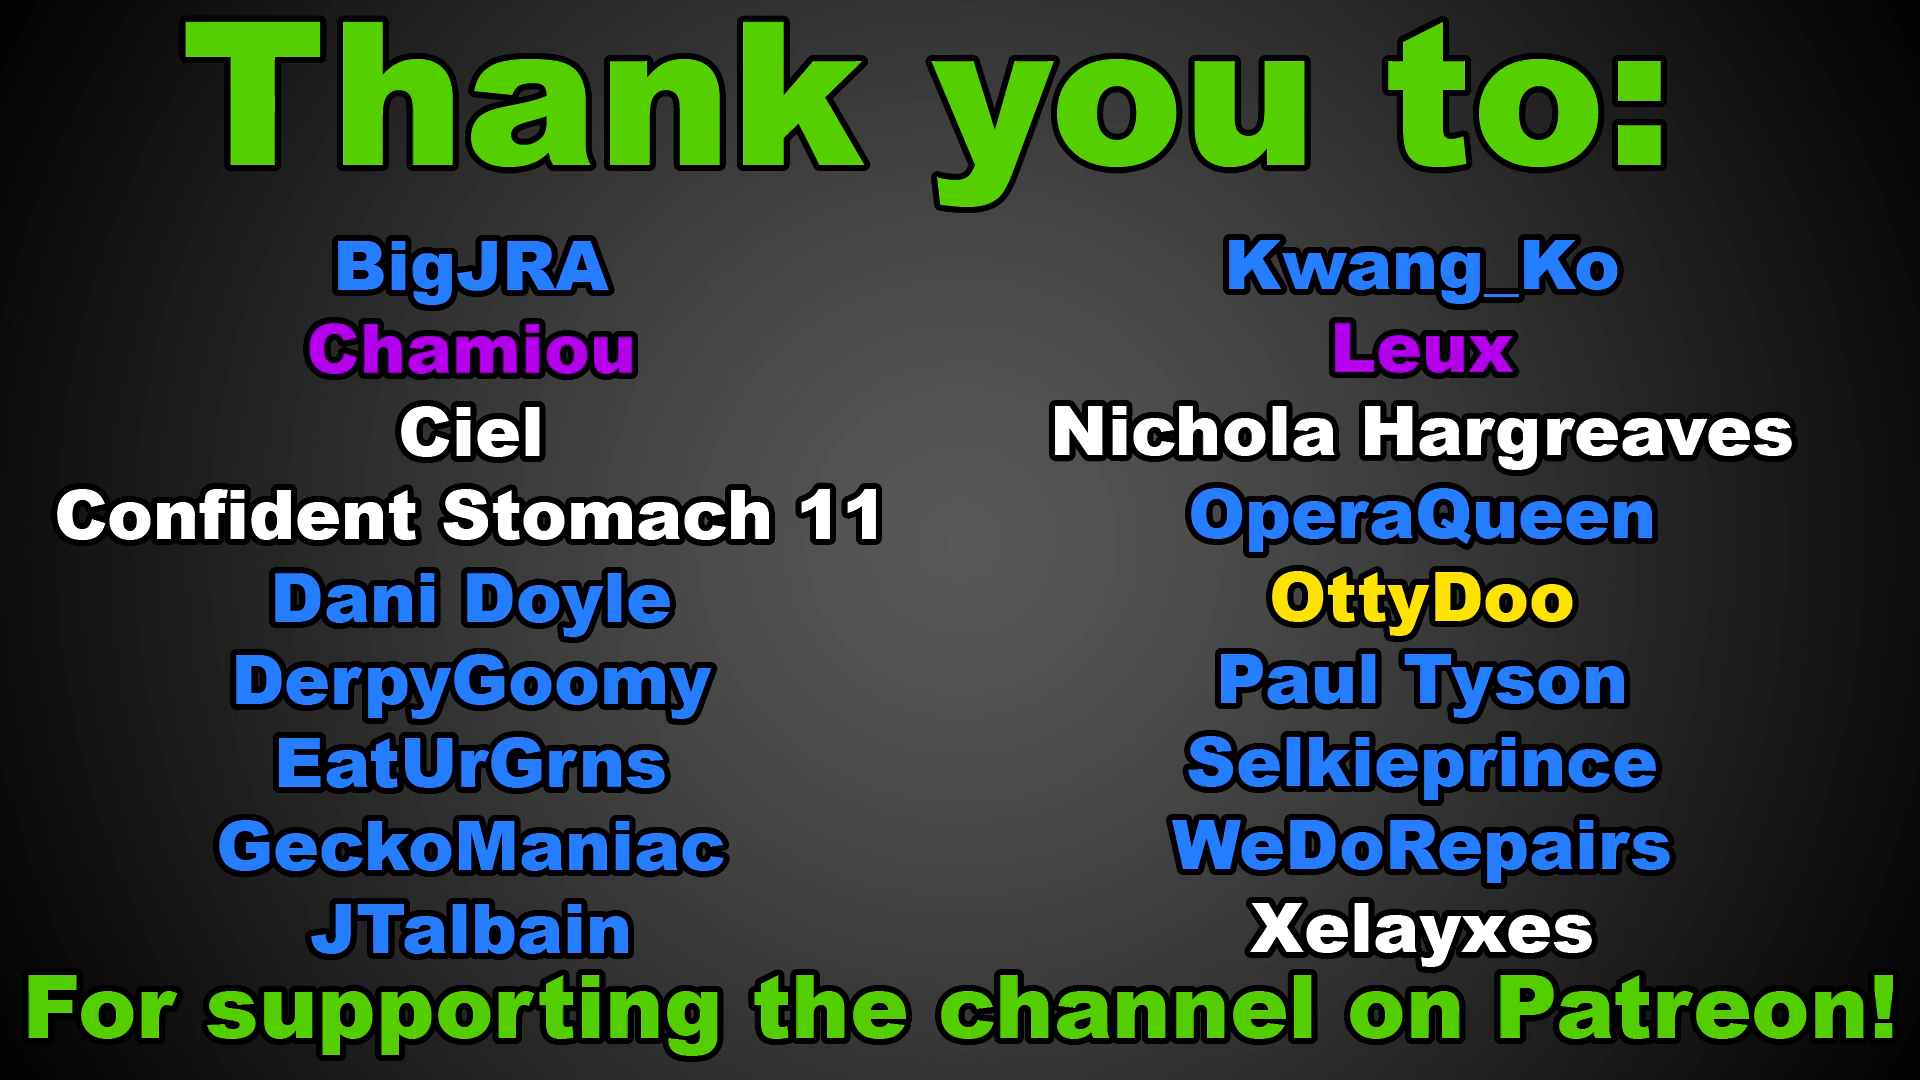 Thank you to:
BigJRA
Chamiou
Ciel
Confident Stomach 11
Dani Doyle
DerpyGoomy
EatUrGrns
GeckoManiac
JTalbain
Kwang_Ko
Leux
Nichola Hargreaves
OperaQueen
OttyDoo
Paul Tyson
Selkieprince
WeDoRepairs
Xelayxes
For supporting the channel on Patreon!